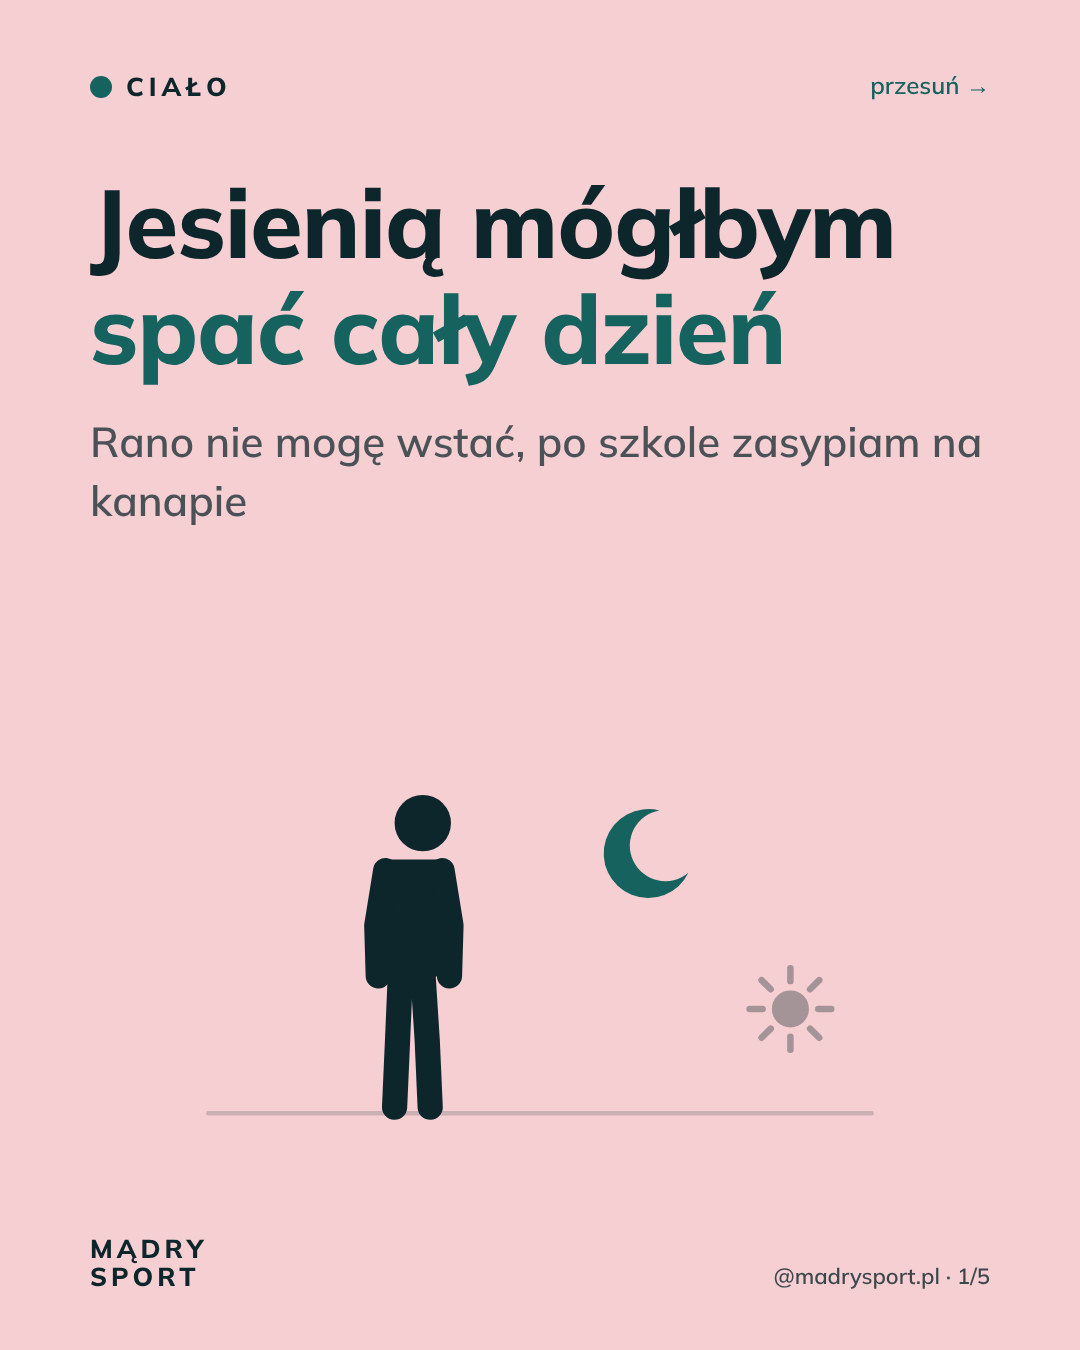 CIAŁO
przesuń →
Jesienią mógłbym
spać cały dzień
Rano nie mogę wstać, po szkole zasypiam na
kanapie
MĄDRY
SPORT
@madrysport.pl · 1/5